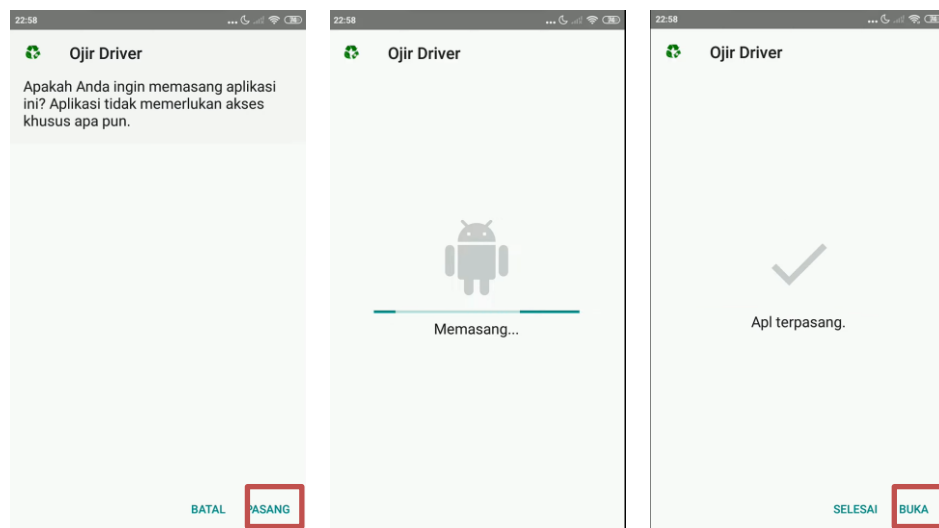 22:58
Ojir Driver
Apakah Anda ingin memasang aplikasi
ini? Aplikasi tidak memerlukan akses
khusus apa pun.
BATAL PASANG
22:58
Ojir Driver
Memasang...
22:58
Ojir Driver
Apl terpasang.
SELESAI BUKA